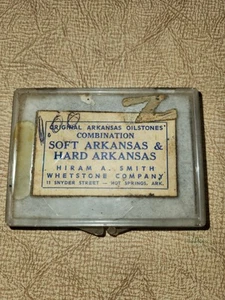 ORIGINAL ARKANSAS OILSTONES
COMBINATION
SOFT ARKANSAS &
HARD ARKANSAS
HIRAM A. SMITH
WHETSTONE COMPANY
11 SNYDER STREET — HOT SPRINGS, ARK.